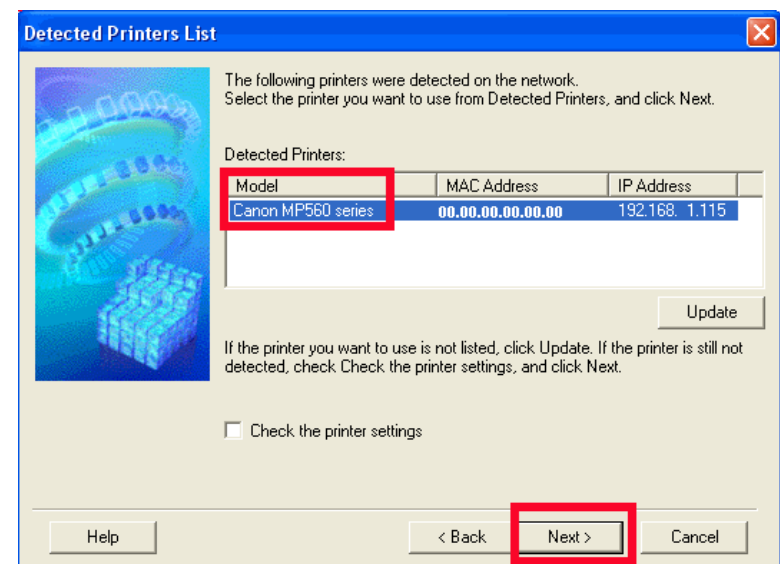 Detected Printers List
The following printers were detected on the network.
Select the printer you want to use from Detected Printers, and click Next.
Detected Printers:
Model MAC Address IP Address
Canon MP560 series 00.00.00.00.00.00 192.168. 1.115
Update
If the printer you want to use is not listed, click Update. If the printer is still not
detected, check Check the printer settings, and click Next.
Check the printer settings
Help < Back Next > Cancel